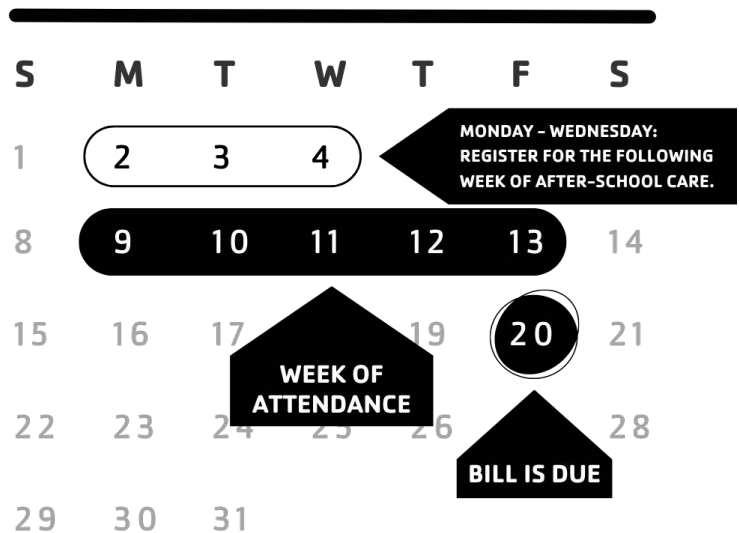 S M T W T F S
MONDAY – WEDNESDAY:
1 2 3 4 REGISTER FOR THE FOLLOWING
WEEK OF AFTER-SCHOOL CARE.
8 9 10 11 12 13 14
15 16 17 19 20 21
WEEK OF
ATTENDANCE
22 23 24 25 26 28
BILL IS DUE
29 30 31